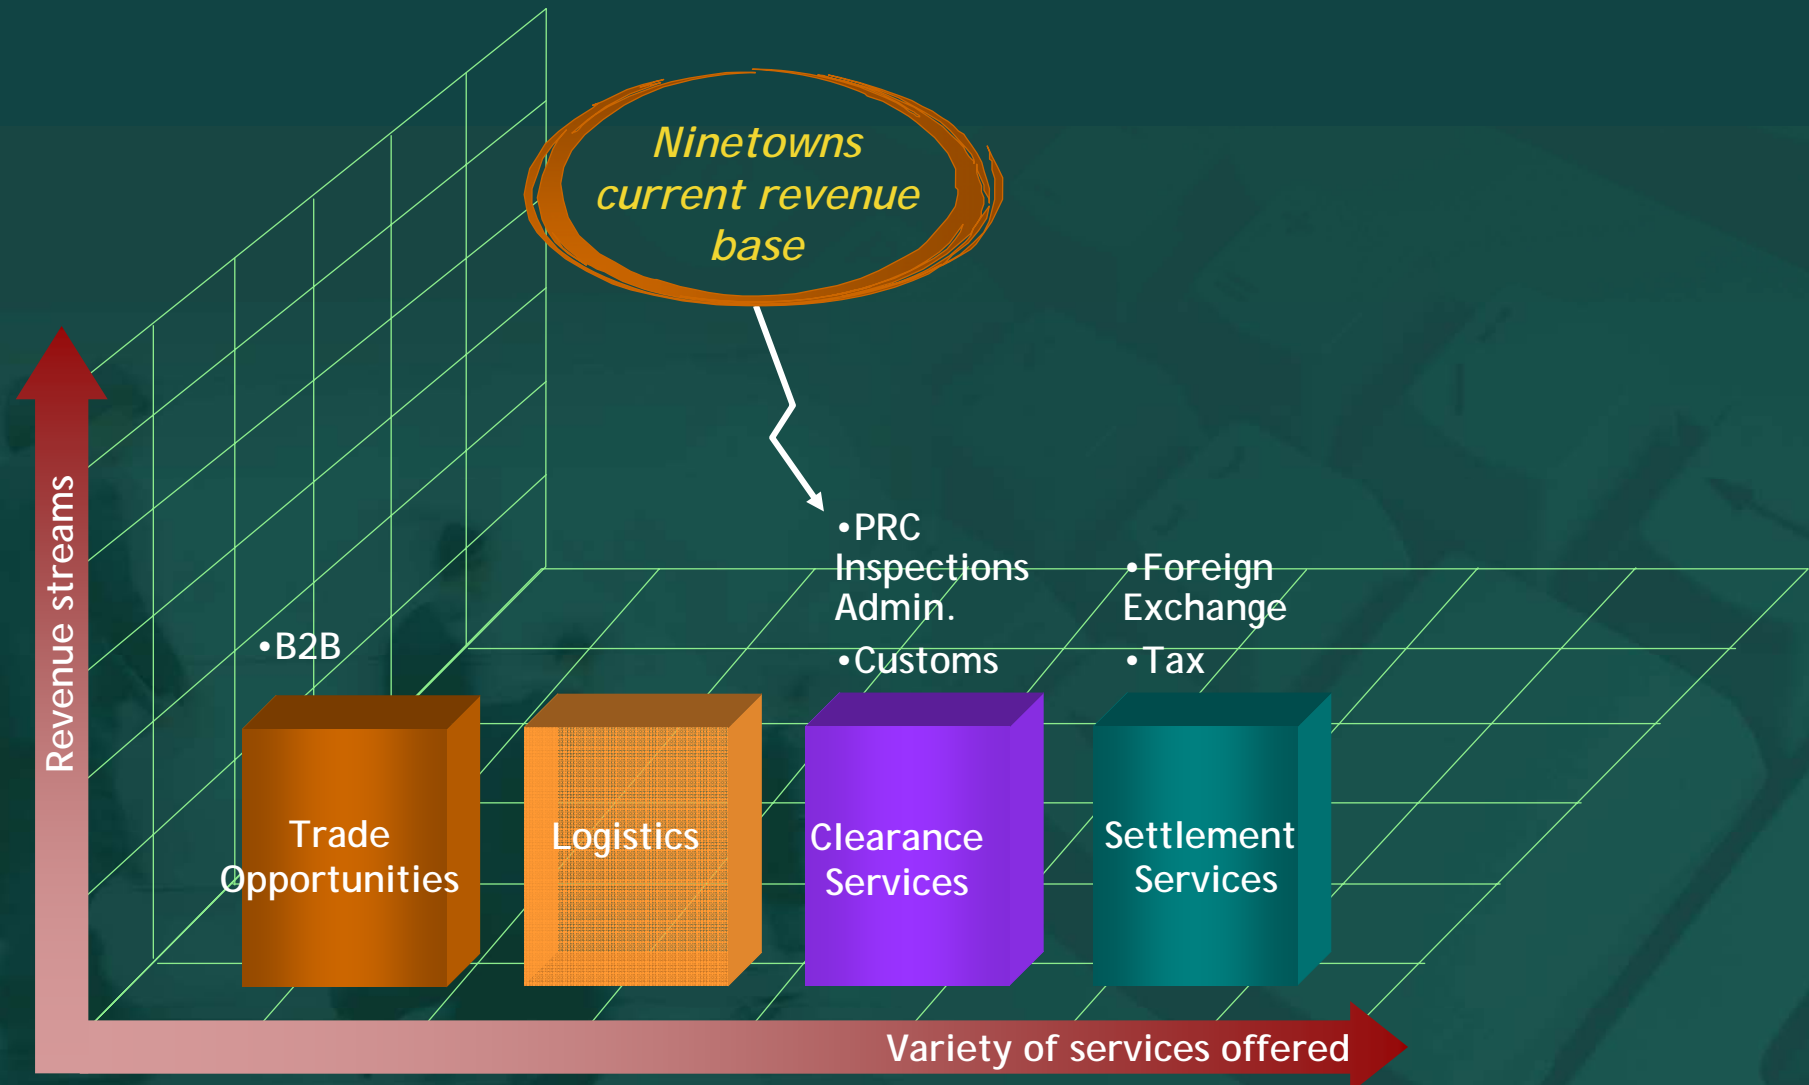 Ninetowns
current revenue
base
Revenue streams
•B2B
•PRC
Inspections
Admin.
•Customs
•Foreign
Exchange
•Tax
Trade
Opportunities
Logistics
Clearance
Services
Settlement
Services
Variety of services offered